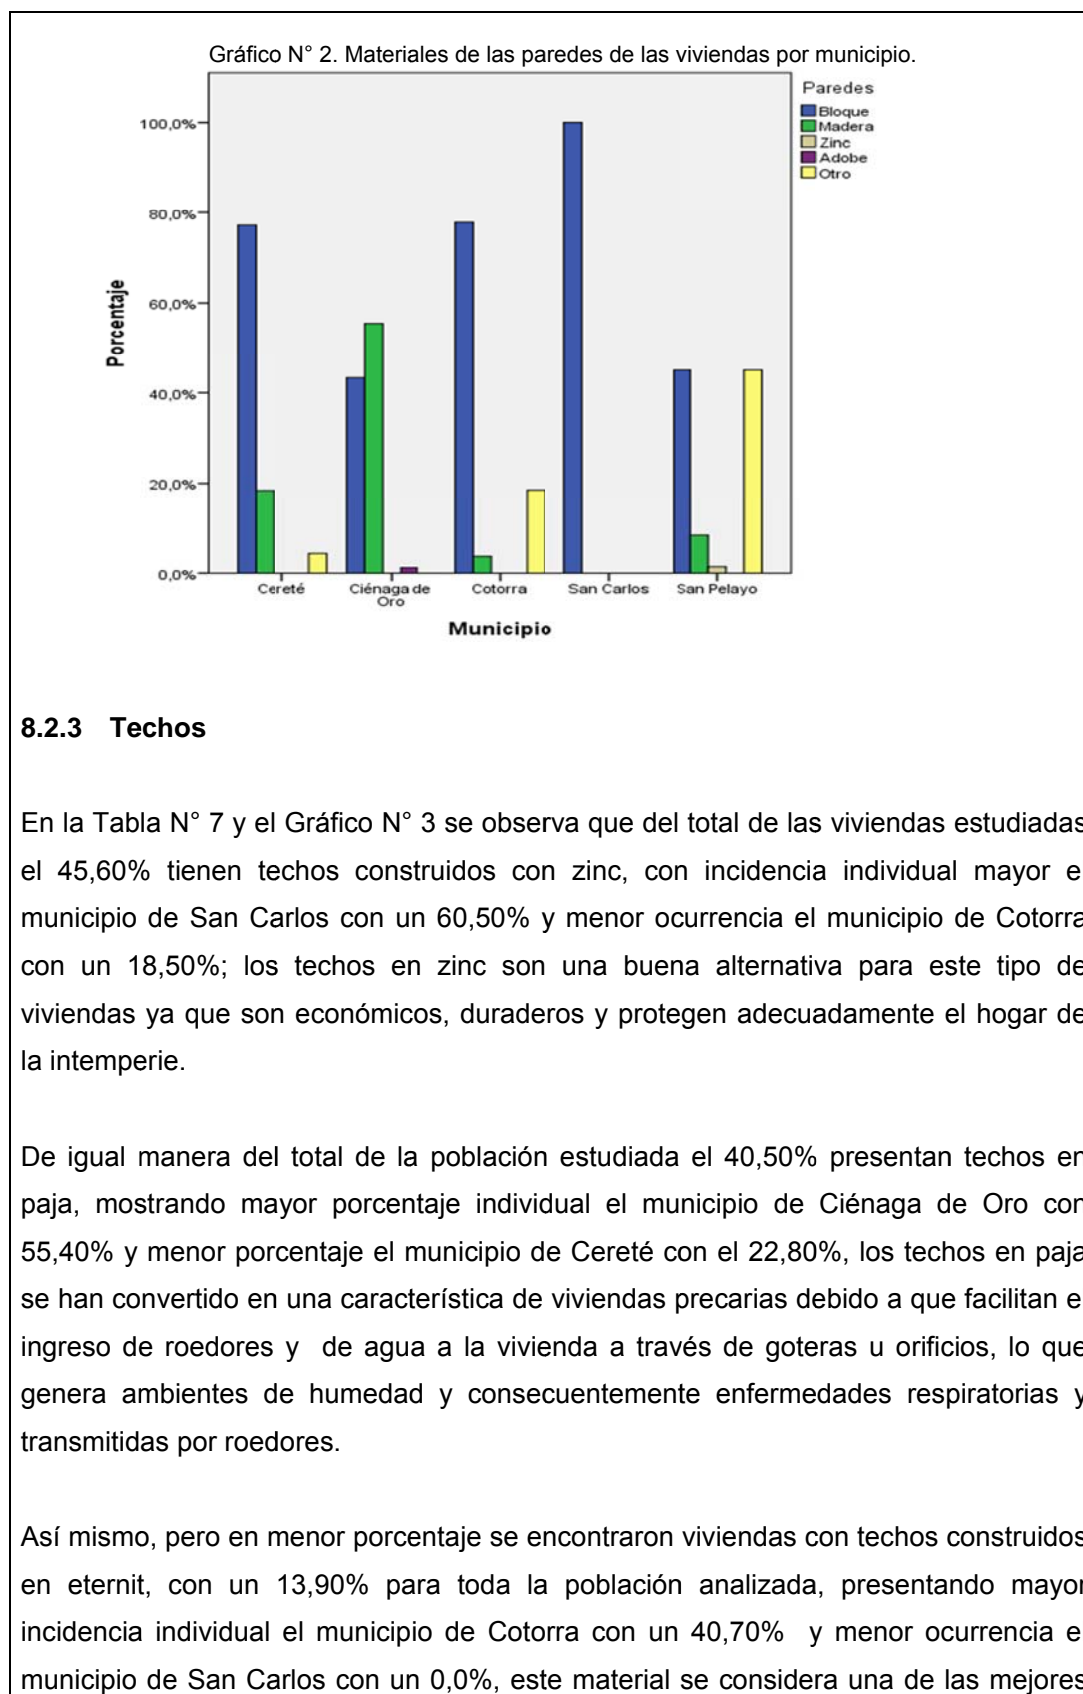 Gráfico N° 2. Materiales de las paredes de las viviendas por municipio.
Paredes
Bloque
Madera
Zinc
Adobe
Otro
100,0%
80,0%
60,0%
40,0%
20,0%
0,0%
Porcentaje
Cereté
Ciénaga de
Oro
Cotorra
San Carlos
San Pelayo
Municipio
8.2.3 Techos
En la Tabla N° 7 y el Gráfico N° 3 se observa que del total de las viviendas estudiadas
el 45,60% tienen techos construidos con zinc, con incidencia individual mayor e
municipio de San Carlos con un 60,50% y menor ocurrencia el municipio de Cotorra
con un 18,50%; los techos en zinc son una buena alternativa para este tipo de
viviendas ya que son económicos, duraderos y protegen adecuadamente el hogar de
la intemperie.
De igual manera del total de la población estudiada el 40,50% presentan techos en
paja, mostrando mayor porcentaje individual el municipio de Ciénaga de Oro con
55,40% y menor porcentaje el municipio de Cereté con el 22,80%, los techos en paja
se han convertido en una característica de viviendas precarias debido a que facilitan e
ingreso de roedores y de agua a la vivienda a través de goteras u orificios, lo que
genera ambientes de humedad y consecuentemente enfermedades respiratorias y
transmitidas por roedores.
Así mismo, pero en menor porcentaje se encontraron viviendas con techos construidos
en eternit, con un 13,90% para toda la población analizada, presentando mayor
incidencia individual el municipio de Cotorra con un 40,70% y menor ocurrencia e
municipio de San Carlos con un 0,0%, este material se considera una de las mejores